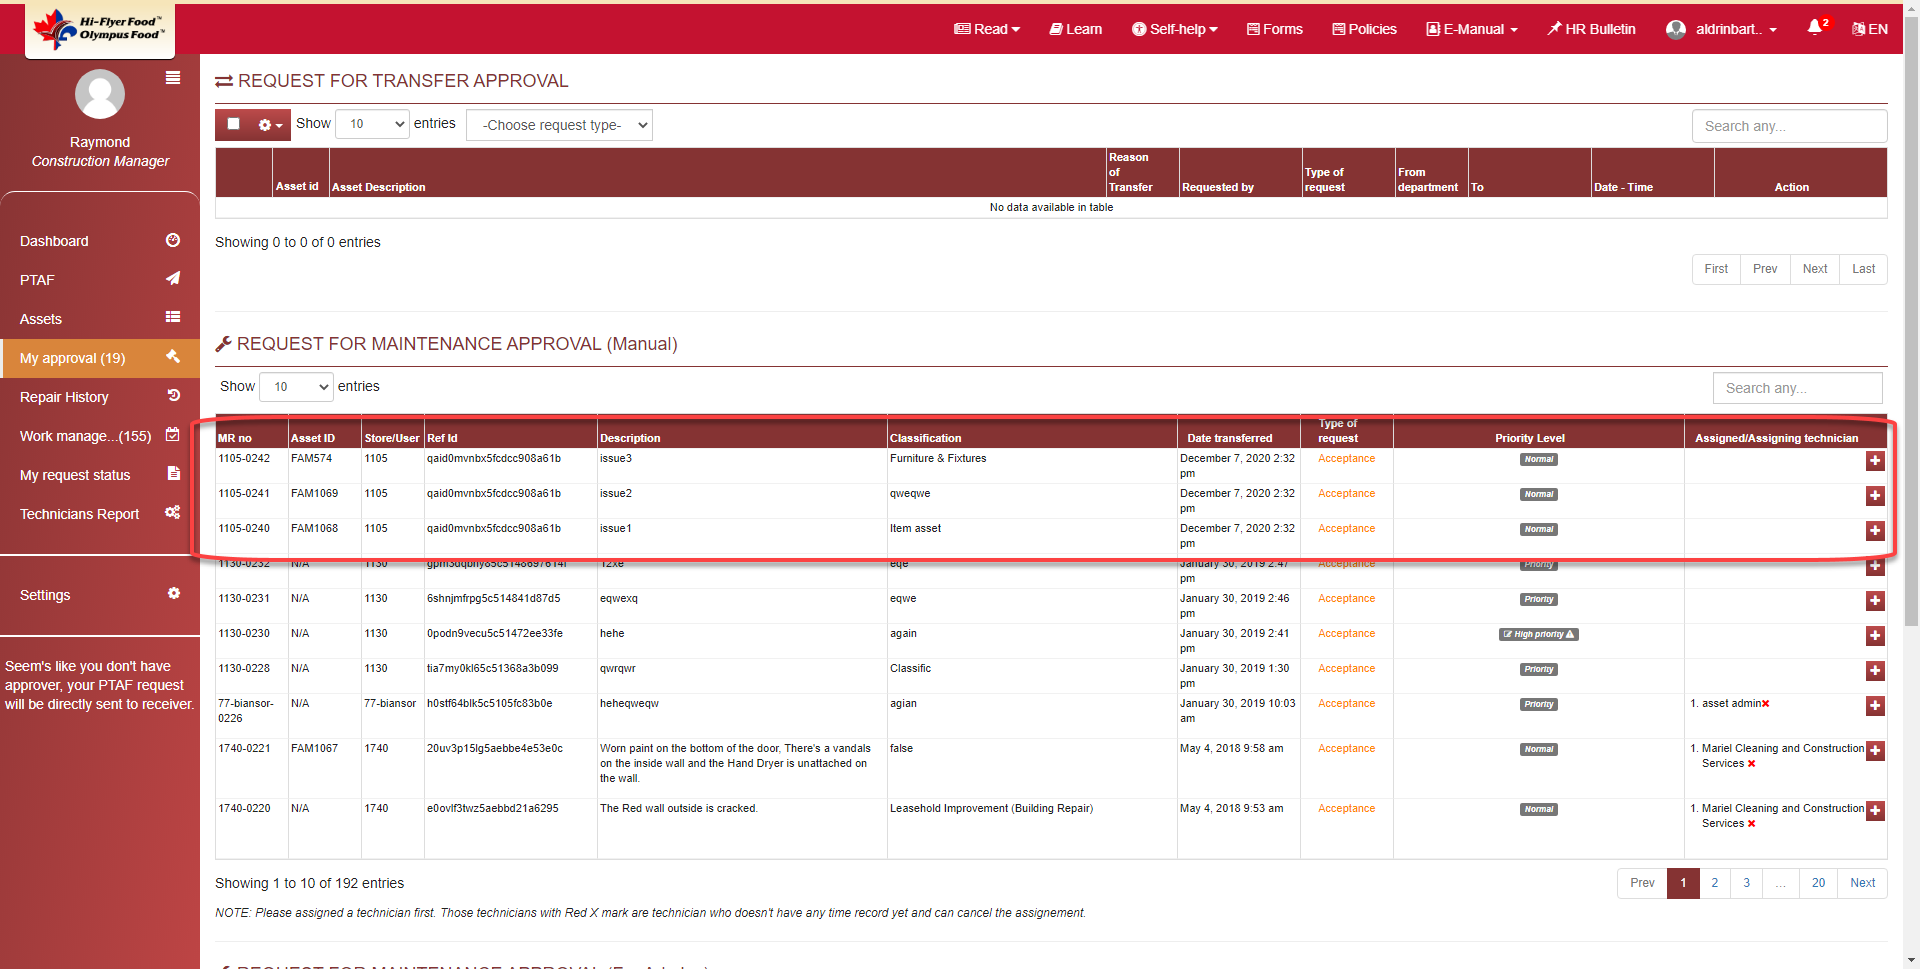 Hi-Flyer Food™
Olympus Food™
Read Learn Self-help Forms Policies E-Manual HR Bulletin aldrinbart.. 2 EN
Raymond
Construction Manager
Dashboard
PTAF
Assets
My approval (19)
Repair History
Work manage...(155)
My request status
Technicians Report
Settings
Seem's like you don't have
approver, your PTAF request
will be directly sent to receiver.
REQUEST FOR TRANSFER APPROVAL
Show 10 entries -Choose request type- Search any...
Asset id Asset Description Reason of Transfer Requested by Type of request From department To Date - Time Action
No data available in table
Showing 0 to 0 of 0 entries
First Prev Next Last
REQUEST FOR MAINTENANCE APPROVAL (Manual)
Show 10 entries Search any...
MR no Asset ID Store/User Ref Id Description Classification Date transferred Type of request Priority Level Assigned/Assigning technician
1105-0242 FAM574 1105 qaid0mvnbx5fcdcc908a61b issue3 Furniture & Fixtures December 7, 2020 2:32 pm Acceptance Normal
1105-0241 FAM1069 1105 qaid0mvnbx5fcdcc908a61b issue2 qweqwe December 7, 2020 2:32 pm Acceptance Normal
1105-0240 FAM1068 1105 qaid0mvnbx5fcdcc908a61b issue1 Item asset December 7, 2020 2:32 pm Acceptance Normal
1130-0232 N/A 1130 12xe eqe January 30, 2019 2:47 pm Acceptance Priority
1130-0231 N/A 1130 6shnjmfrpg5c514841d87d5 eqwexq eqwe January 30, 2019 2:46 pm Acceptance Priority
1130-0230 N/A 1130 0podn9vecu5c51472ee33fe hehe again January 30, 2019 2:41 pm Acceptance High priority
1130-0228 N/A 1130 tia7my0kl65c51368a3b099 qwrqwr Classific January 30, 2019 1:30 pm Acceptance Priority
77-biansor-0226 N/A 77-biansor h0stf64blk5c5105fc83b0e heheqweqw agian January 30, 2019 10:03 am Acceptance Priority 1. asset admin
1740-0221 FAM1067 1740 20uv3p15lg5aebbe4e53e0c Worn paint on the bottom of the door, There's a vandals on the inside wall and the Hand Dryer is unattached on the wall. false May 4, 2018 9:58 am Acceptance Normal 1. Mariel Cleaning and Construction Services
1740-0220 N/A 1740 e0ovlf3twz5aebbd21a6295 The Red wall outside is cracked. Leasehold Improvement (Building Repair) May 4, 2018 9:53 am Acceptance Normal 1. Mariel Cleaning and Construction Services
Showing 1 to 10 of 192 entries
Prev 1 2 3 ... 20 Next
NOTE: Please assigned a technician first. Those technicians with Red X mark are technician who doesn't have any time record yet and can cancel the assignement.
REQUEST FOR MAINTENANCE APPROVAL